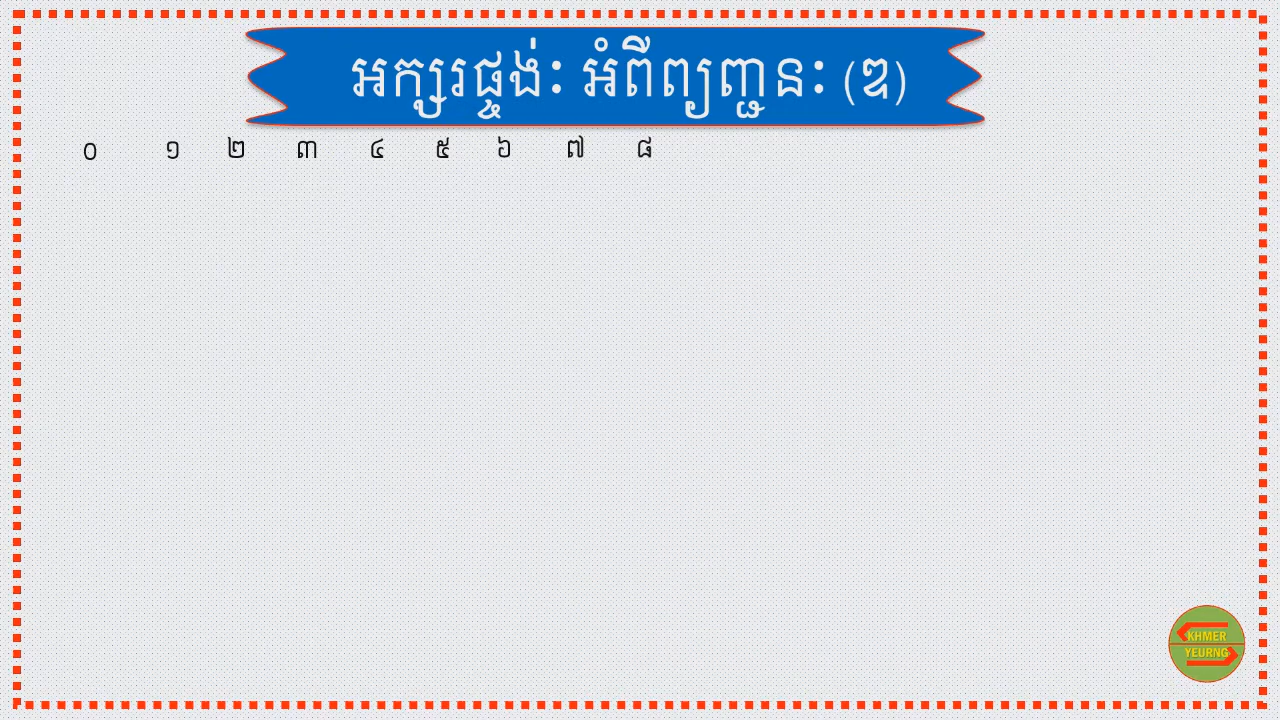 អក្សរផ្ចង់ៈ អំពីព្យញ្ជនៈ (ឌ)
០ ១ ២ ៣ ៤ ៥ ៦ ៧ ៨
KHMER
YEURNG